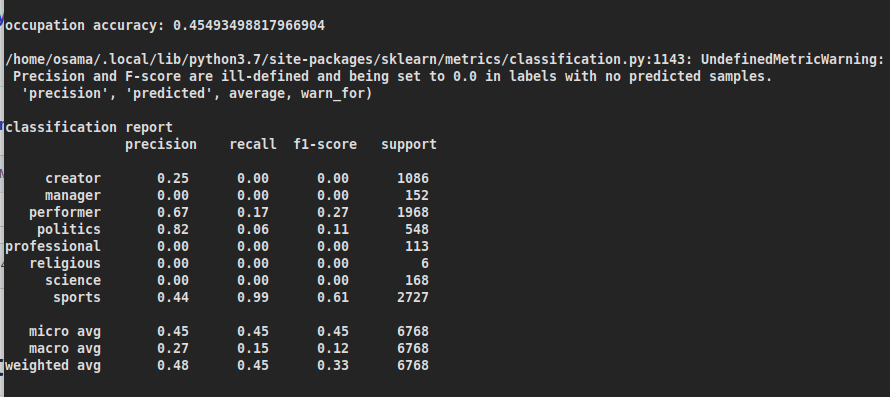 occupation accuracy: 0.45493498817966904
/home/osama/.local/lib/python3.7/site-packages/sklearn/metrics/classification.py:1143: UndefinedMetricWarning:
Precision and F-score are ill-defined and being set to 0.0 in labels with no predicted samples.
'precision', 'predicted', average, warn_for)
classification report
precision recall f1-score support
creator 0.25 0.00 0.00 1086
manager 0.00 0.00 0.00 152
performer 0.67 0.17 0.27 1968
politics 0.82 0.06 0.11 548
professional 0.00 0.00 0.00 113
religious 0.00 0.00 0.00 6
science 0.00 0.00 0.00 168
sports 0.44 0.99 0.61 2727
micro avg 0.45 0.45 0.45 6768
macro avg 0.27 0.15 0.12 6768
weighted avg 0.48 0.45 0.33 6768